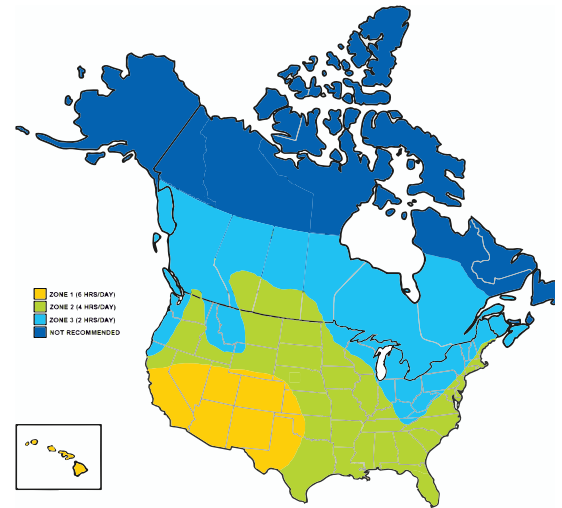 ZONE 1 (6 HRS/DAY)
ZONE 2 (4 HRS/DAY)
ZONE 3 (2 HRS/DAY)
NOT RECOMMENDED